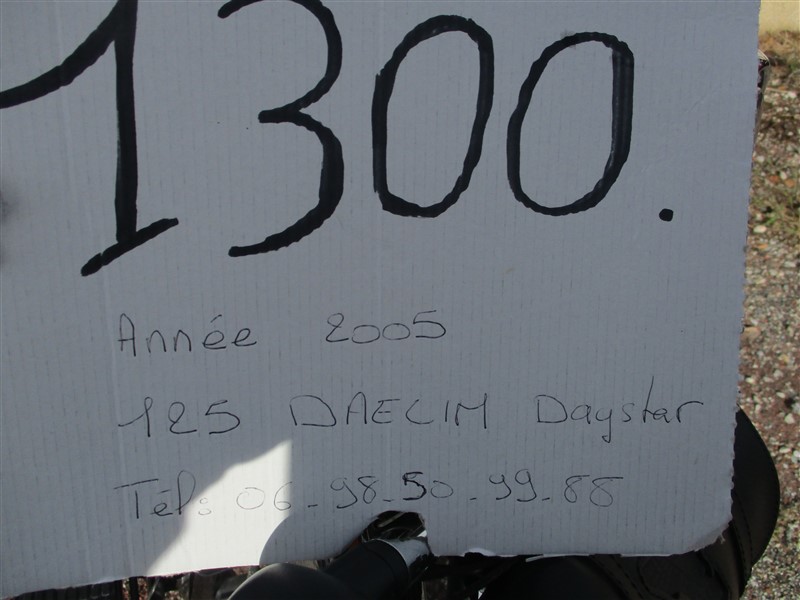 1300.
Année 2005
125 DAELIM Daystar
Tél: 06-98-50-99-88